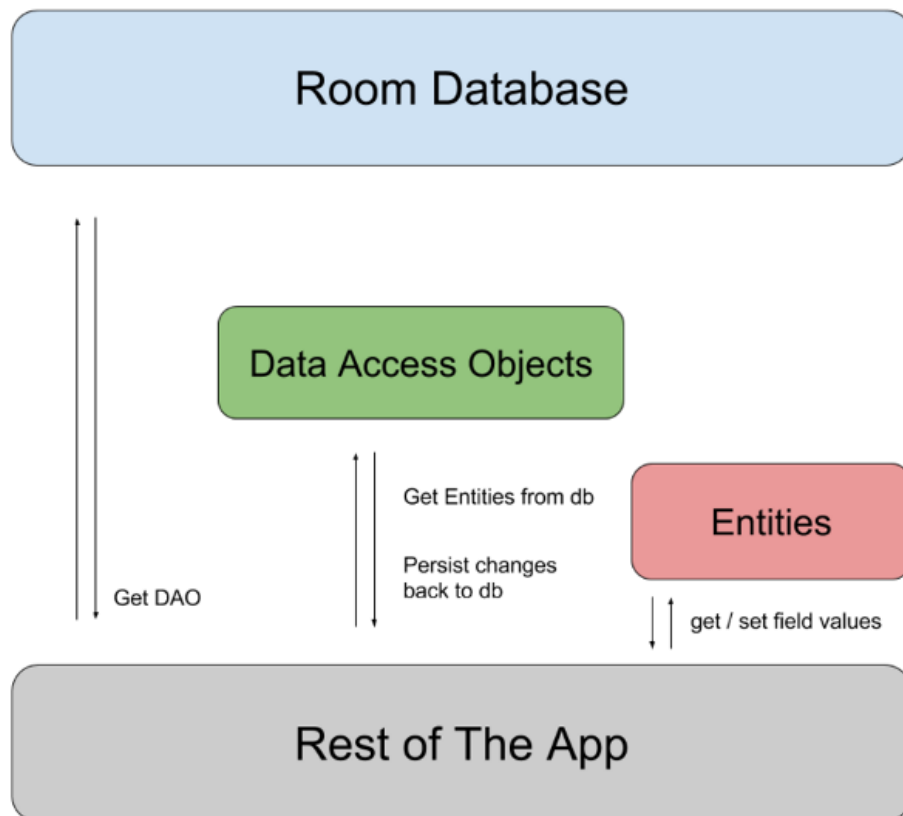 Room Database
Data Access Objects
Get Entities from db
Entities
Persist changes
back to db
Get DAO
get / set field values
Rest of The App